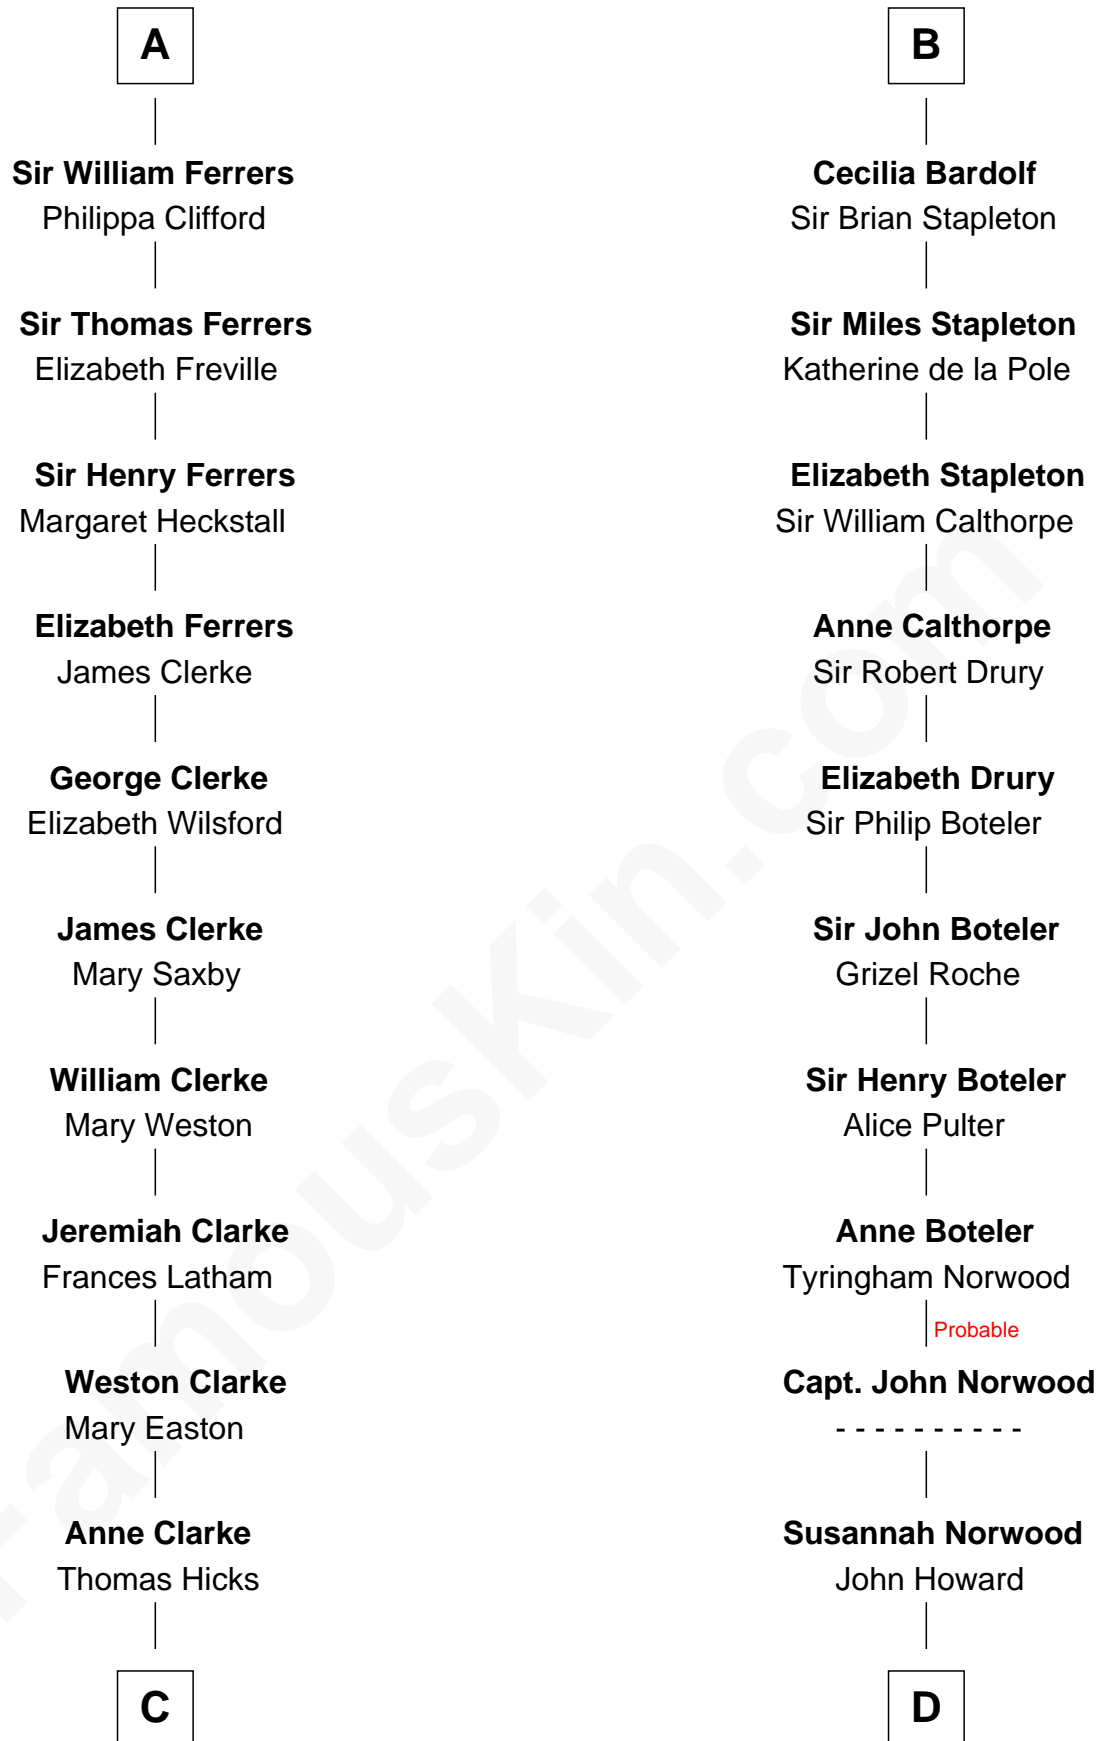 A
Sir William Ferrers
Philippa Clifford
Sir Thomas Ferrers
Elizabeth Freville
Sir Henry Ferrers
Margaret Heckstall
Elizabeth Ferrers
James Clerke
George Clerke
Elizabeth Wilsford
James Clerke
Mary Saxby
William Clerke
Mary Weston
Jeremiah Clarke
Frances Latham
Weston Clarke
Mary Easton
Anne Clarke
Thomas Hicks
C
B
Cecilia Bardolf
Sir Brian Stapleton
Sir Miles Stapleton
Katherine de la Pole
Elizabeth Stapleton
Sir William Calthorpe
Anne Calthorpe
Sir Robert Drury
Elizabeth Drury
Sir Philip Boteler
Sir John Boteler
Grizel Roche
Sir Henry Boteler
Alice Pulter
Anne Boteler
Tyringham Norwood
Probable
Capt. John Norwood
- - - - - - - - - -
Susannah Norwood
John Howard
D
FamousKin.com